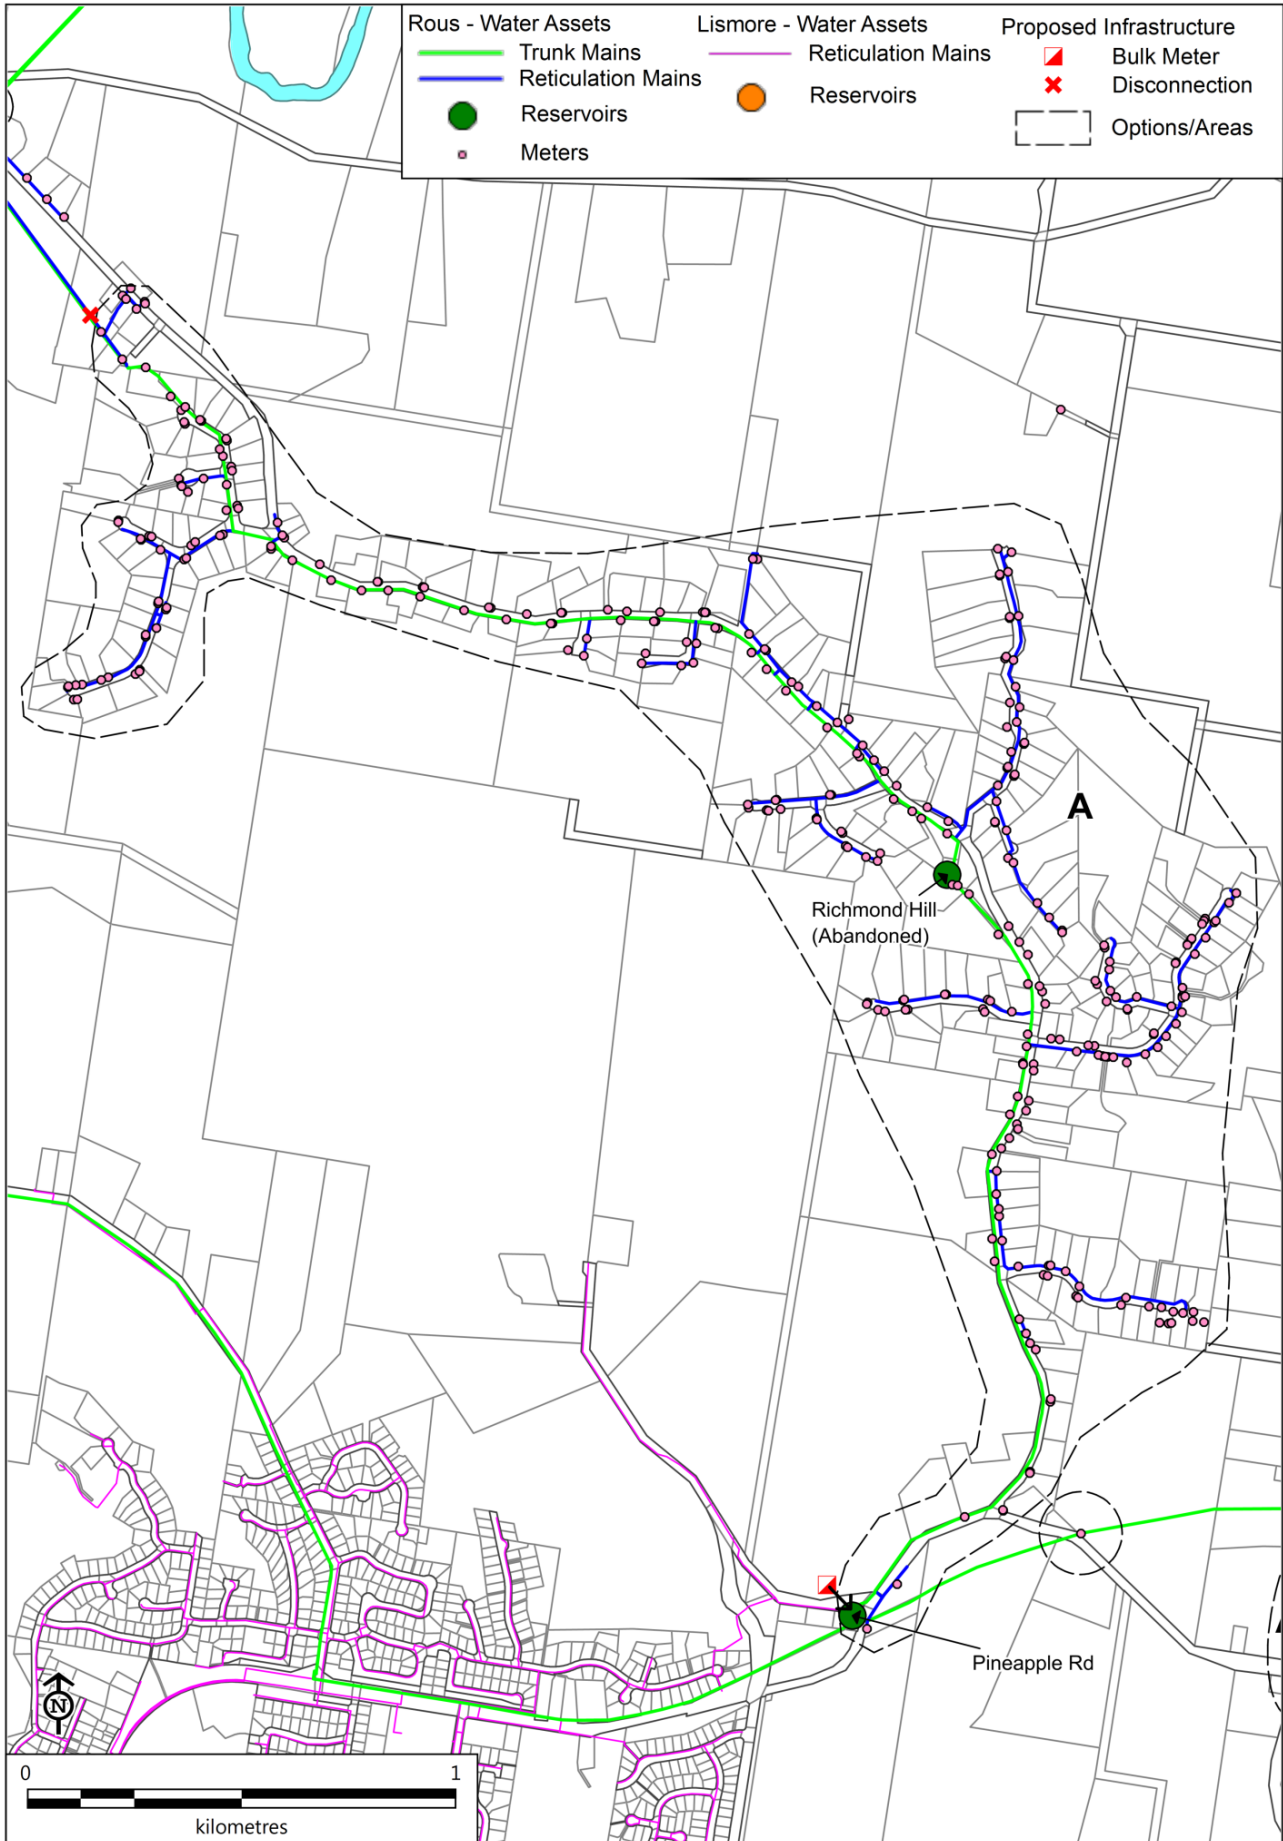 Rous - Water Assets
Trunk Mains
Reticulation Mains
Reservoirs
Meters
Lismore - Water Assets
Reticulation Mains
Reservoirs
Proposed Infrastructure
Bulk Meter
Disconnection
Options/Areas
A
Richmond Hill
(Abandoned)
Pineapple Rd
N
0 1
kilometres